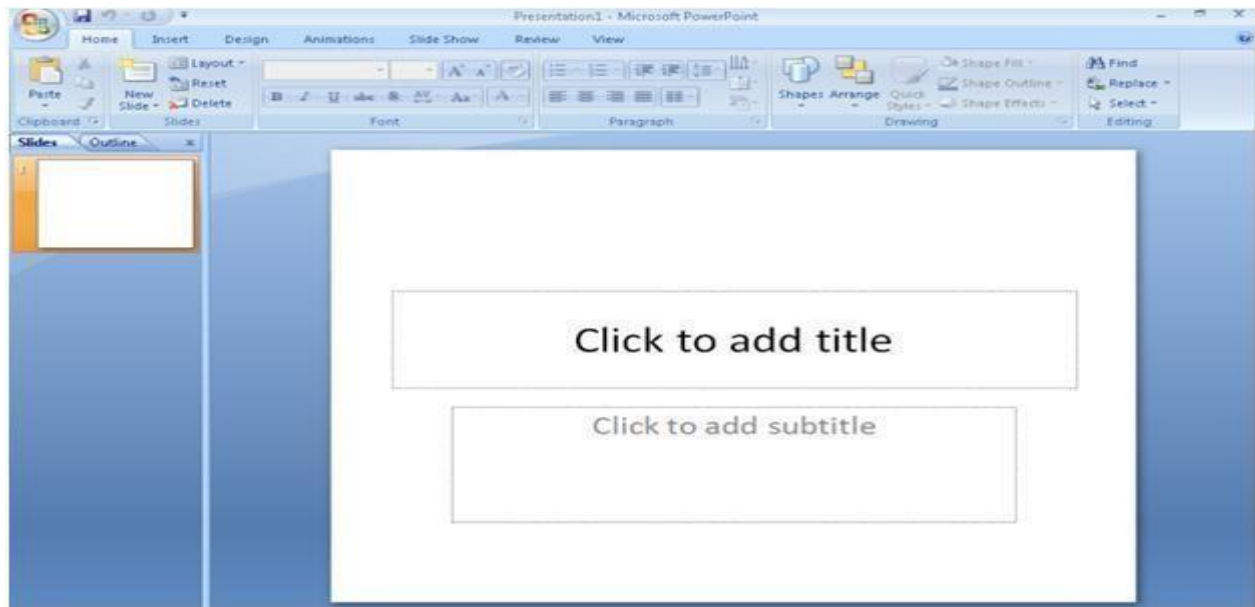 Presentation1 - Microsoft PowerPoint
Home Insert Design Animations Slide Show Review View
Paste
New Slide
Layout
Reset
Delete
Shapes Arrange Quick Styles
Shape Fill
Shape Outline
Shape Effects
Find
Replace
Select
Clipboard Slides Font Paragraph Drawing Editing
Slides Outline
1
Click to add title
Click to add subtitle